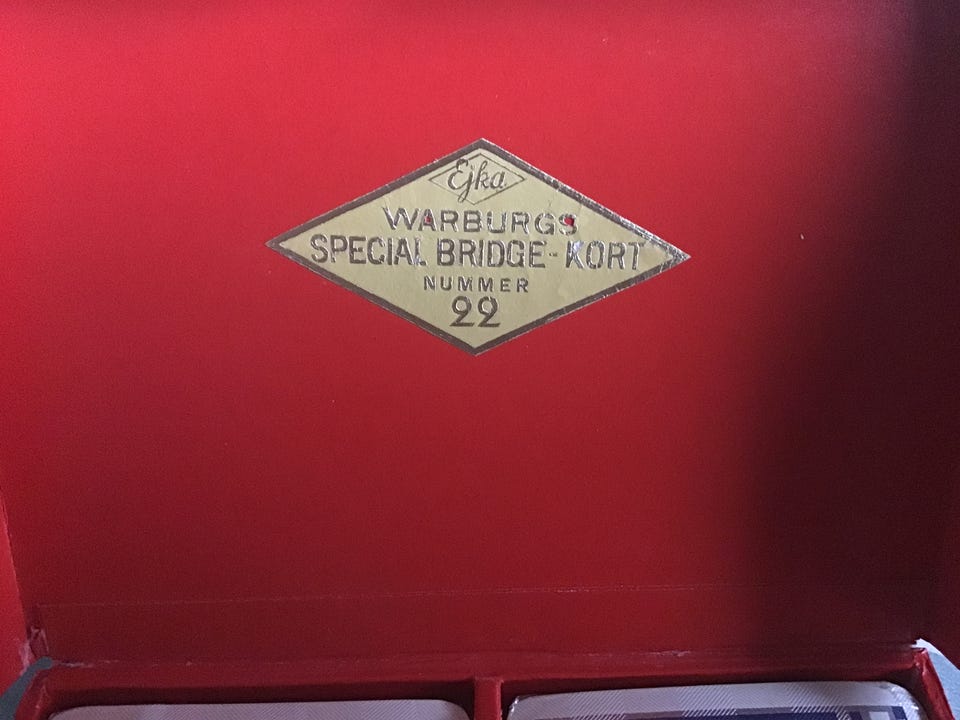 Ejka
WARBURGS
SPECIAL BRIDGE-KORT
NUMMER
22